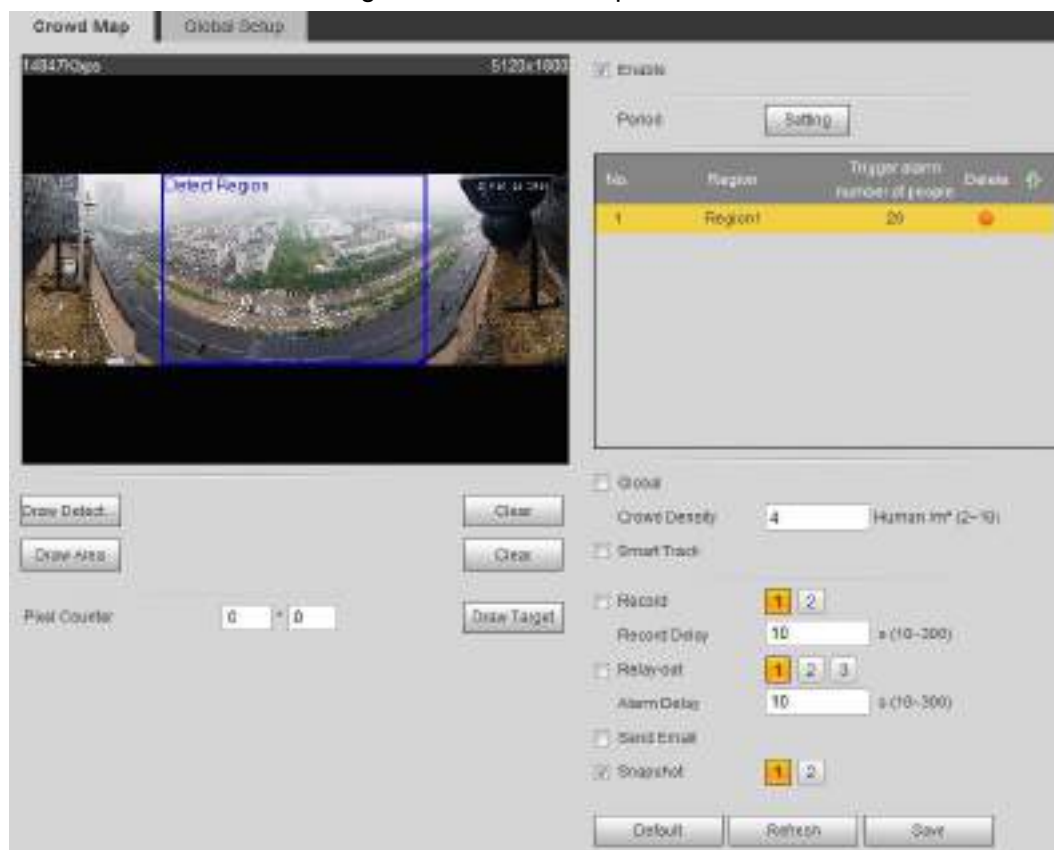 Crowd Map
Global Setup
5120x1800
Detect Region
Draw Detect...
Clear
Draw Area
Clear
Pixel Counter 0 * 0 Draw Target
Enable
Period Setting
No. Region Trigger alarm number of people Delete
1 Region1 20
Global
Crowd Density 4 Human /m² (2~10)
Smart Track
Record 1 2
Record Delay 10 s (10~300)
Relay-out 1 2 3
Alarm Delay 10 s (10~300)
Send Email
Snapshot 1 2
Default Refresh Save